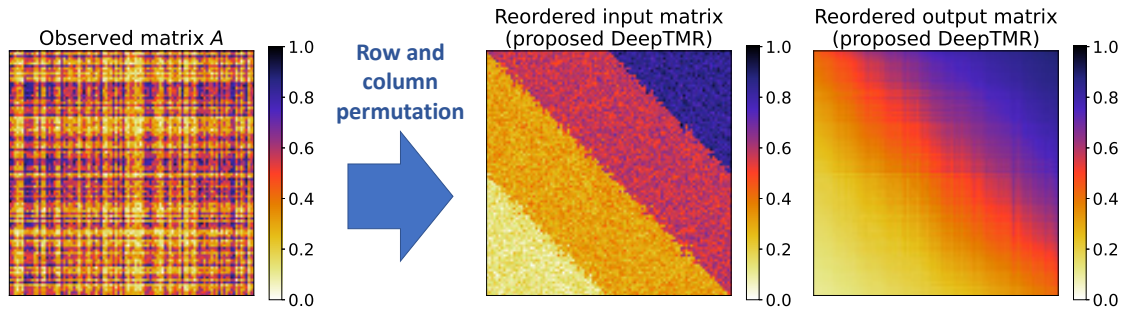 Observed matrix A
1.0
0.8
0.6
0.4
0.2
0.0
Row and
column
permutation
Reordered input matrix
(proposed DeepTMR)
1.0
0.8
0.6
0.4
0.2
0.0
Reordered output matrix
(proposed DeepTMR)
1.0
0.8
0.6
0.4
0.2
0.0